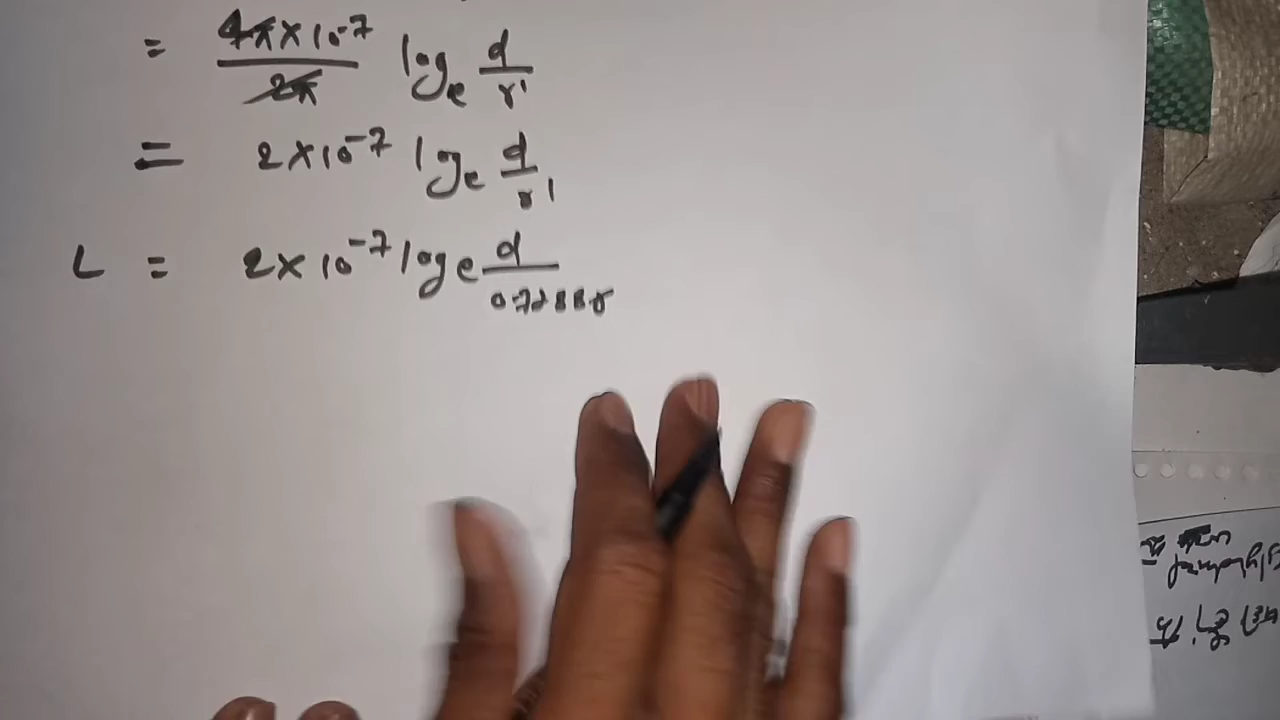 = 4π×10⁻⁷/2π logₑ d/r'
= 2×10⁻⁷ logₑ d/r'
L = 2×10⁻⁷ loge d/0.7788r